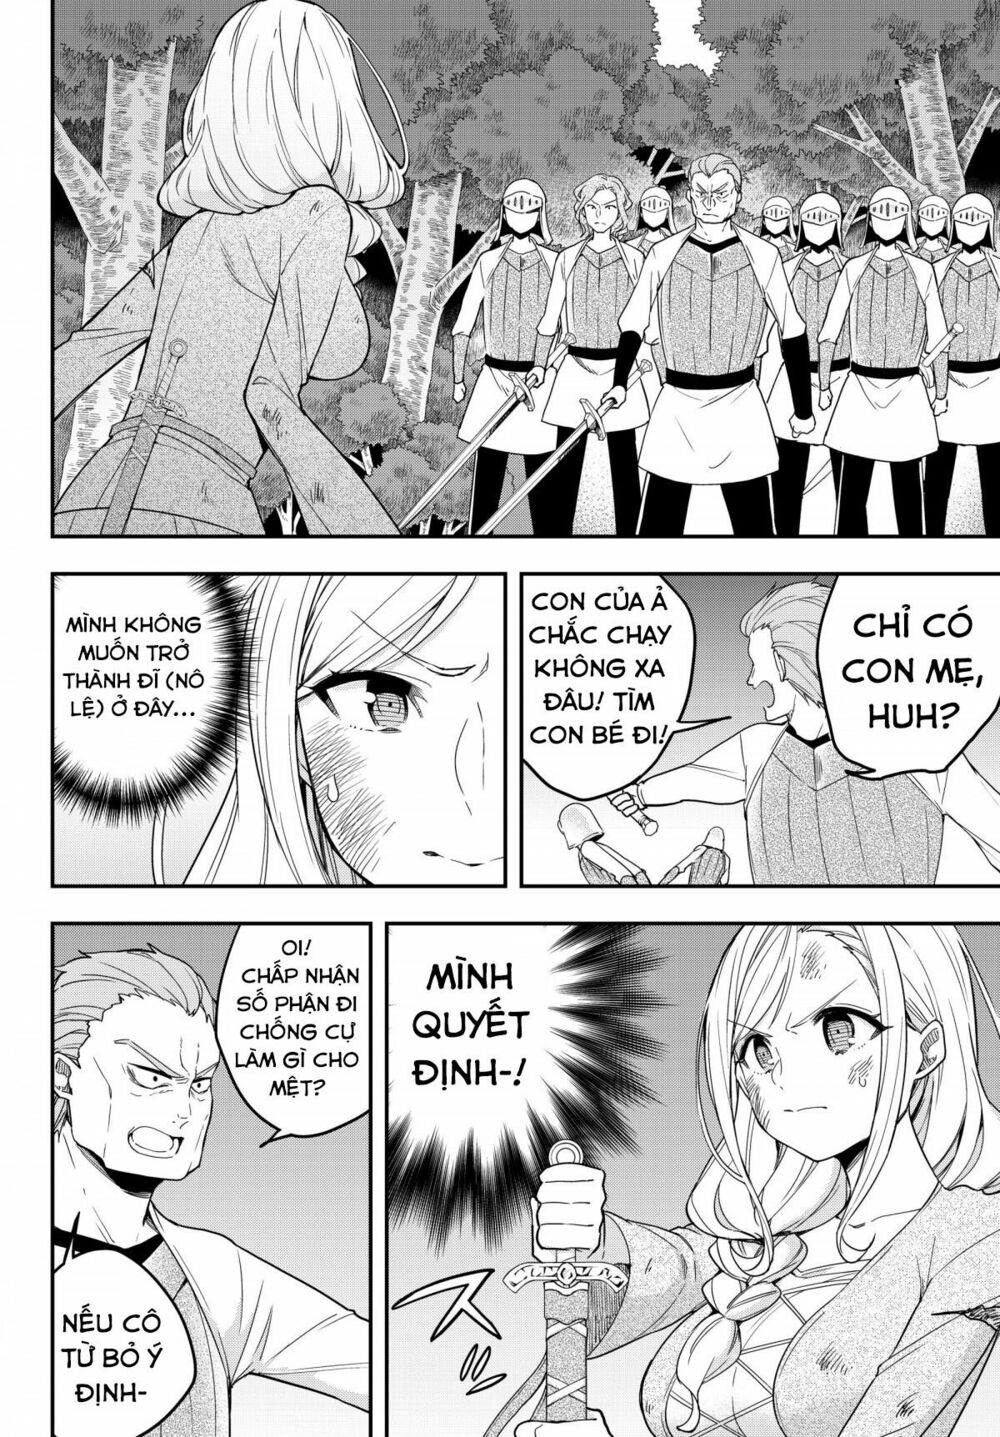 CHỈ CÓ
CON MẸ,
HUH?
CON CỦA Ả
CHẮC CHẠY
KHÔNG XA
ĐÂU! TÌM
CON BÉ ĐI!
MÌNH KHÔNG
MUỐN TRỞ
THÀNH ĐĨ (NÔ
LỆ) Ở ĐÂY...
MÌNH
QUYẾT
ĐỊNH-!
ス
OI!
CHẤP NHẬN
SỐ PHẬN ĐI
CHỐNG CỰ
LÀM GÌ CHO
MỆT?
NẾU CÔ
TỪ BỎ Ý
ĐỊNH-